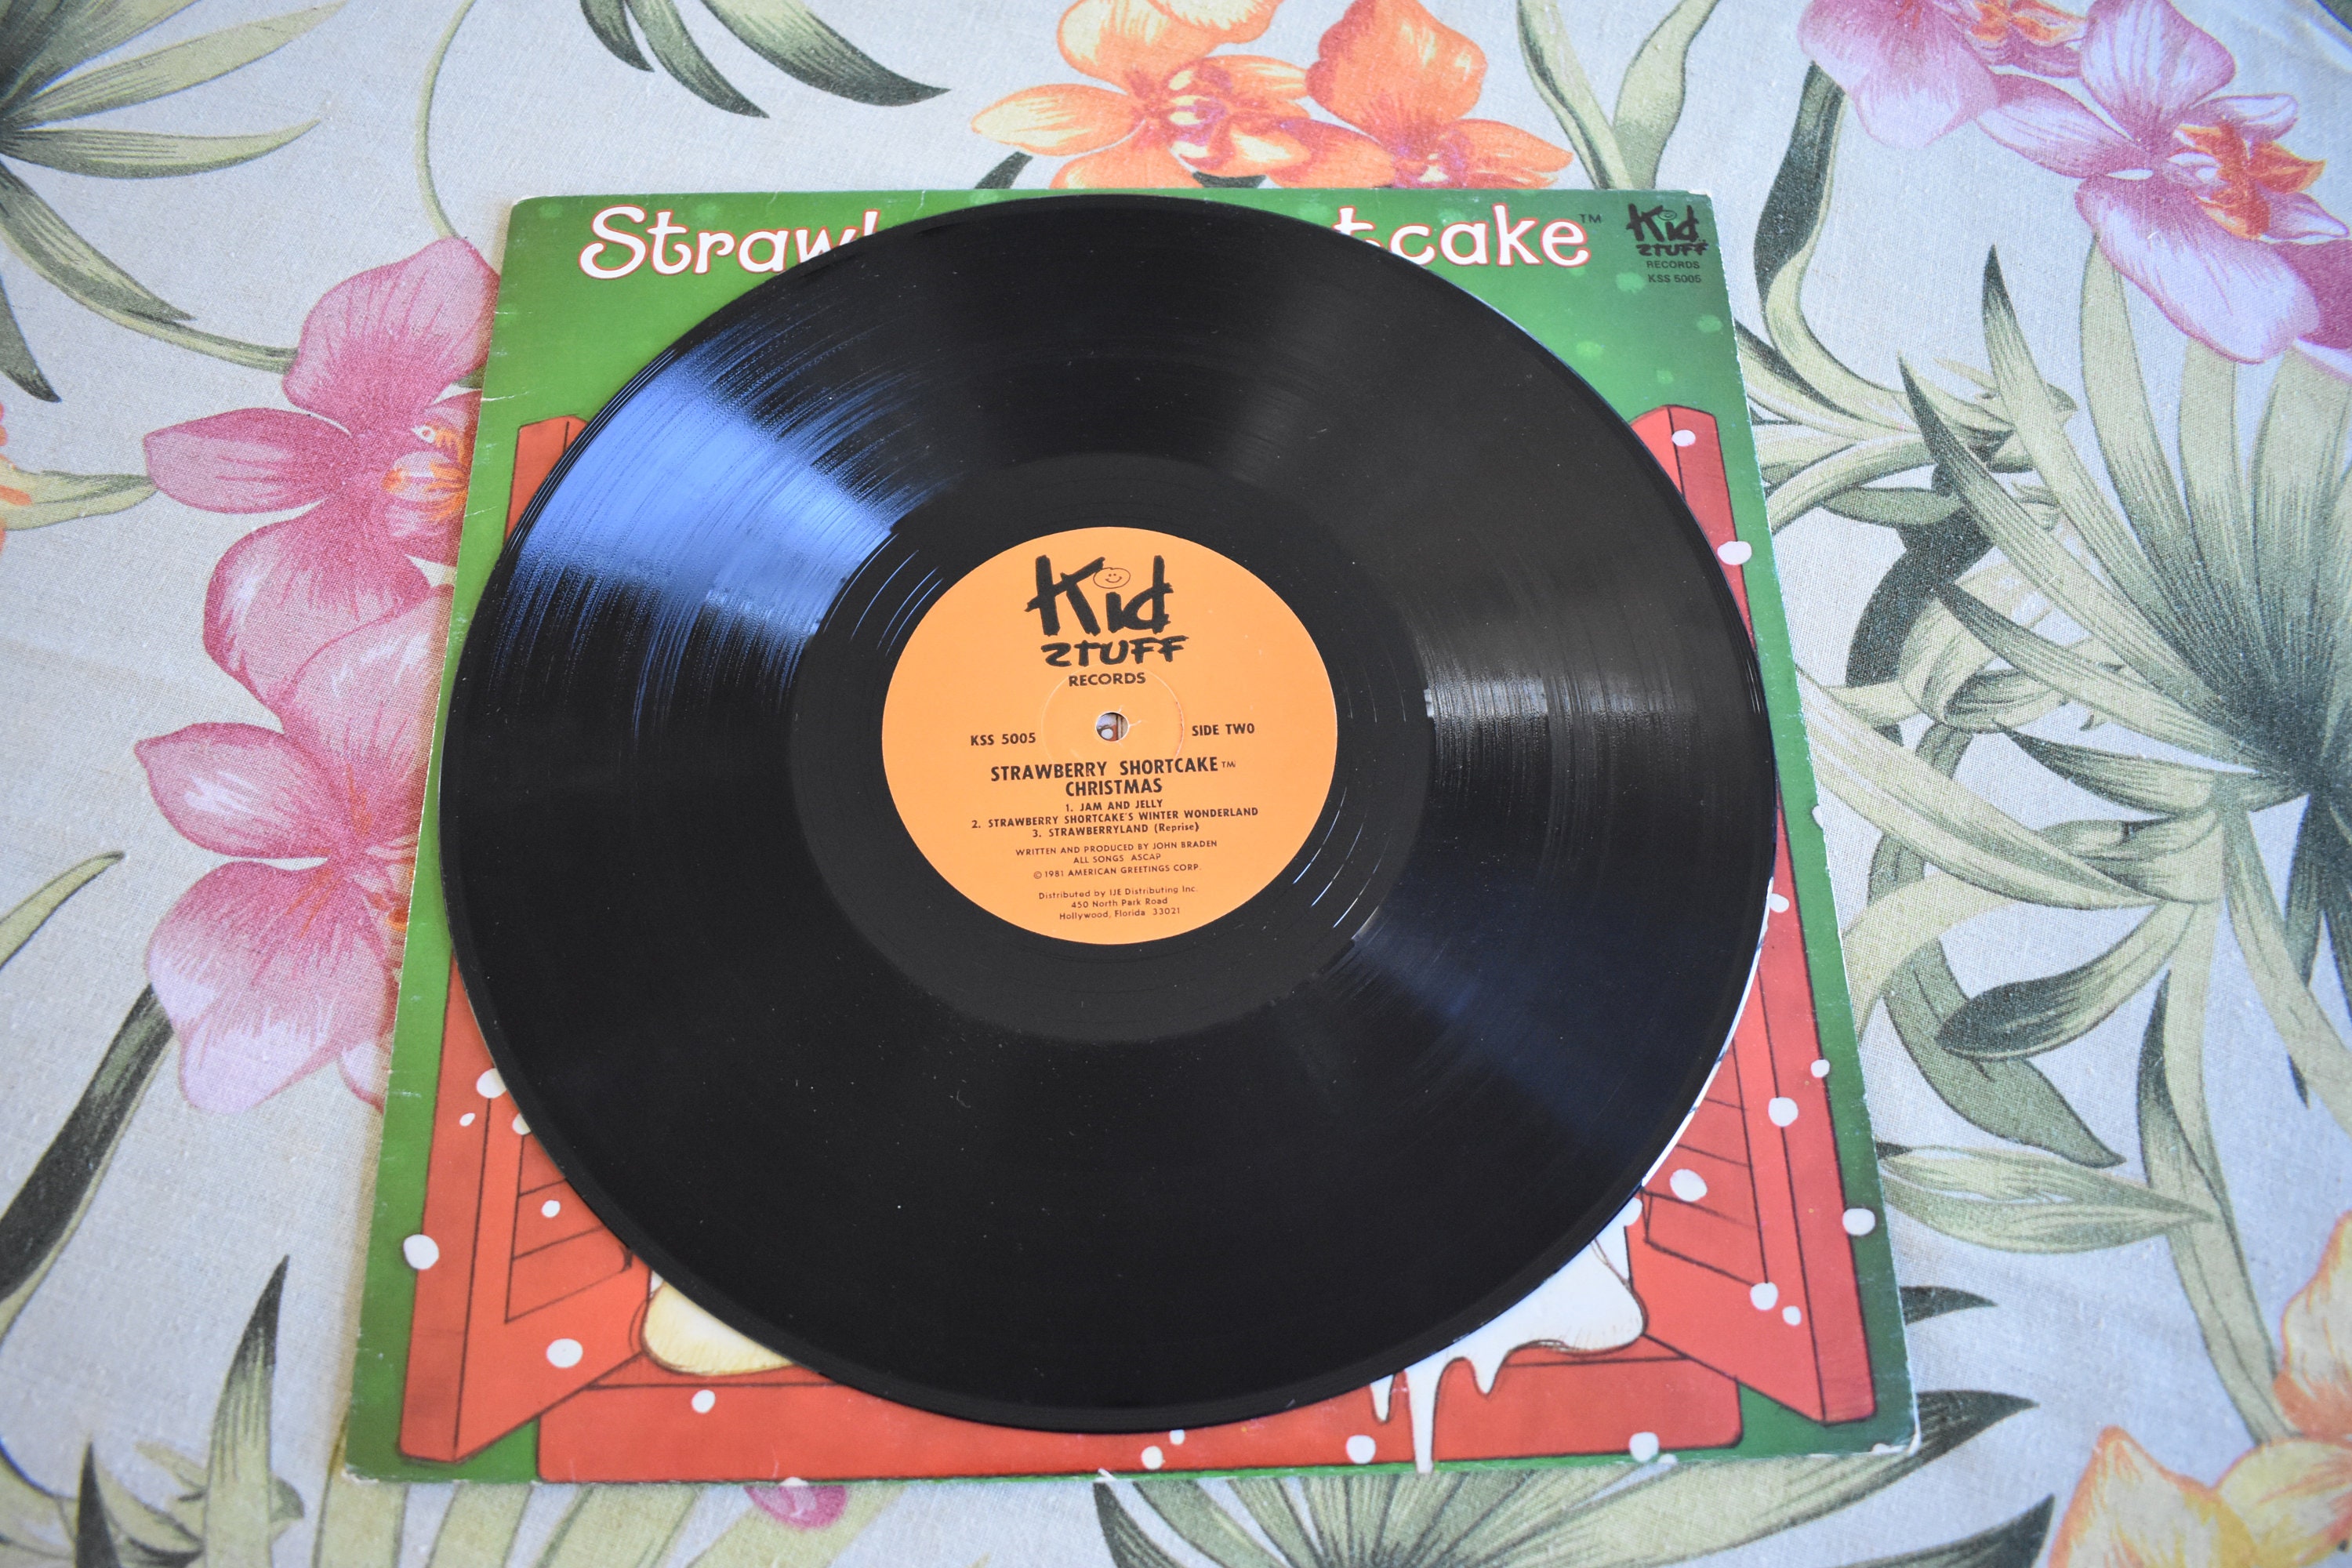 Straw
tcake™
Kid
STUFF
RECORDS
KSS 5005
Kid
STUFF
RECORDS
KSS 5005
SIDE TWO
STRAWBERRY SHORTCAKE™
CHRISTMAS
1. JAM AND JELLY
2. STRAWBERRY SHORTCAKE'S WINTER WONDERLAND
3. STRAWBERRYLAND (Reprise)
WRITTEN AND PRODUCED BY JOHN BRADEN
ALL SONGS ASCAP
© 1981 AMERICAN GREETINGS CORP.
Distributed by IJE Distributing Inc.
450 North Park Road
Hollywood, Florida 33021